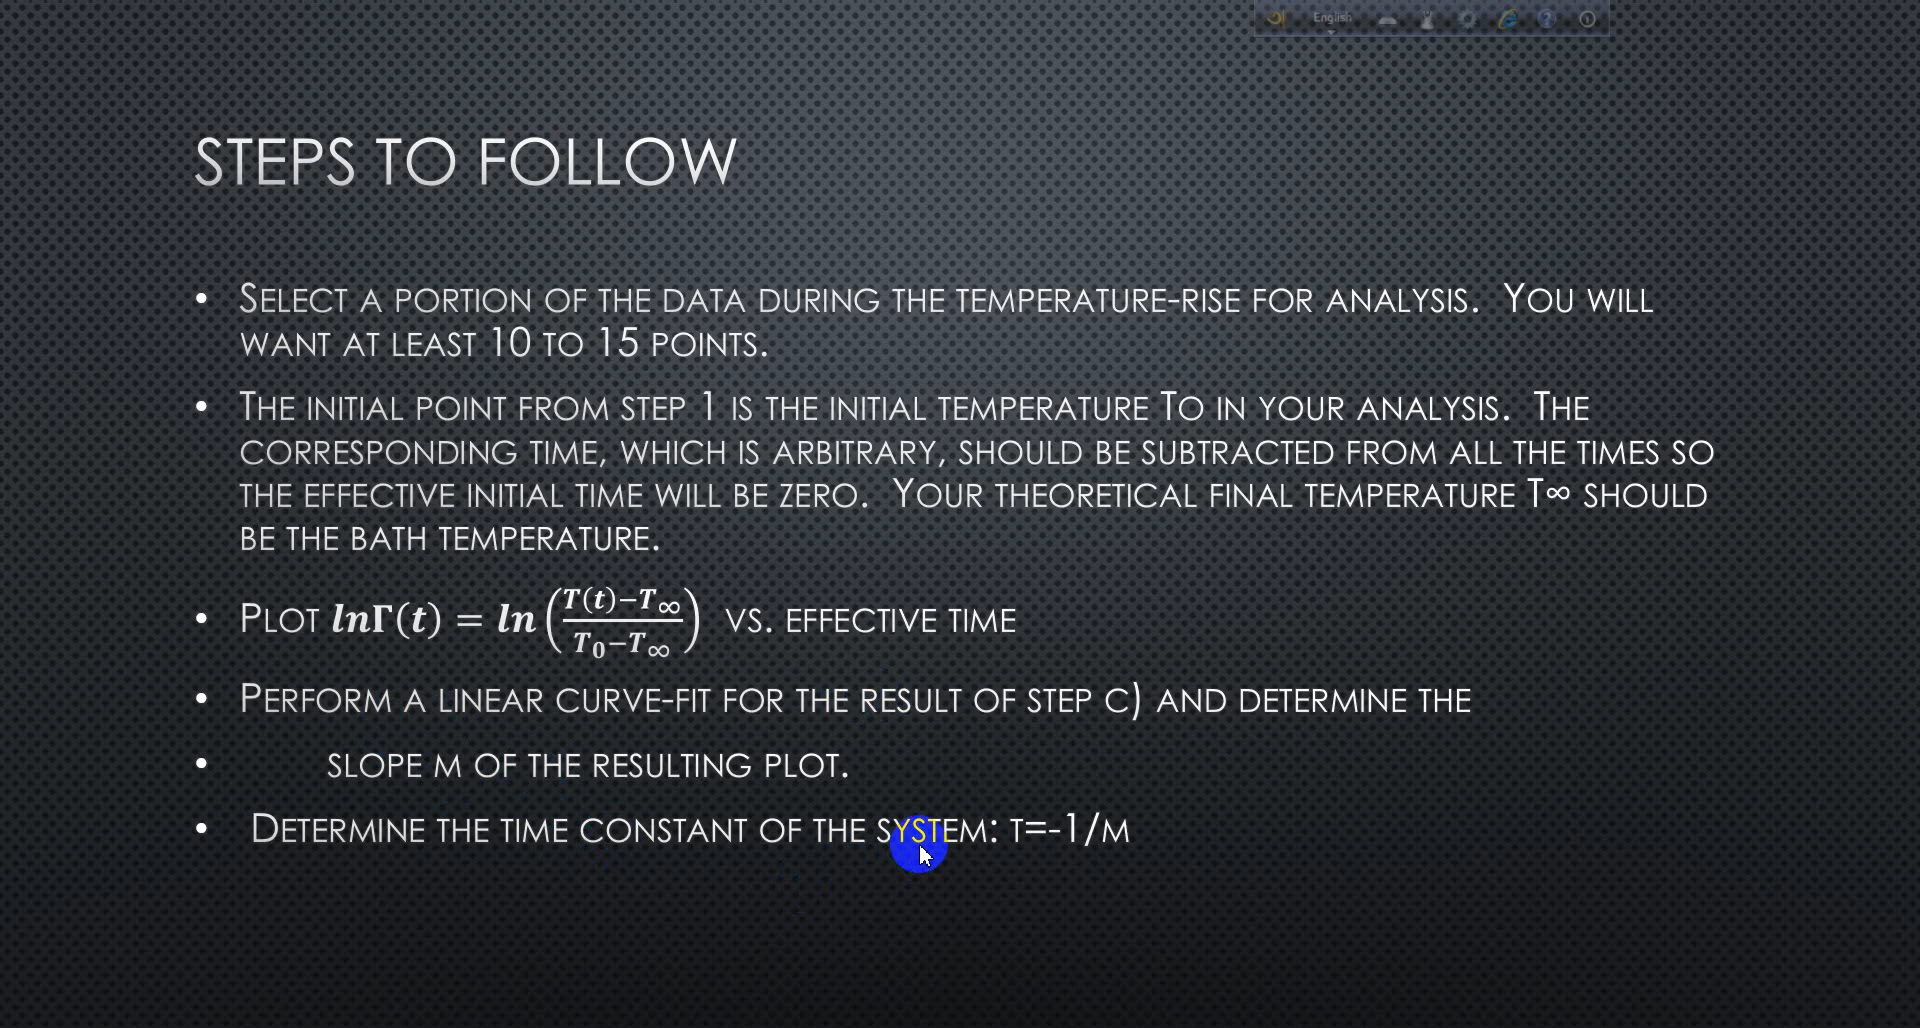 English
STEPS TO FOLLOW
• SELECT A PORTION OF THE DATA DURING THE TEMPERATURE-RISE FOR ANALYSIS. YOU WILL
WANT AT LEAST 10 TO 15 POINTS.
• THE INITIAL POINT FROM STEP 1 IS THE INITIAL TEMPERATURE TO IN YOUR ANALYSIS. THE
CORRESPONDING TIME, WHICH IS ARBITRARY, SHOULD BE SUBTRACTED FROM ALL THE TIMES SO
THE EFFECTIVE INITIAL TIME WILL BE ZERO. YOUR THEORETICAL FINAL TEMPERATURE T∞ SHOULD
BE THE BATH TEMPERATURE.
• PLOT lnΓ(t) = ln((T(t)−T∞)/(T₀−T∞)) VS. EFFECTIVE TIME
• PERFORM A LINEAR CURVE-FIT FOR THE RESULT OF STEP C) AND DETERMINE THE
• SLOPE M OF THE RESULTING PLOT.
• DETERMINE THE TIME CONSTANT OF THE SYSTEM: T=-1/M